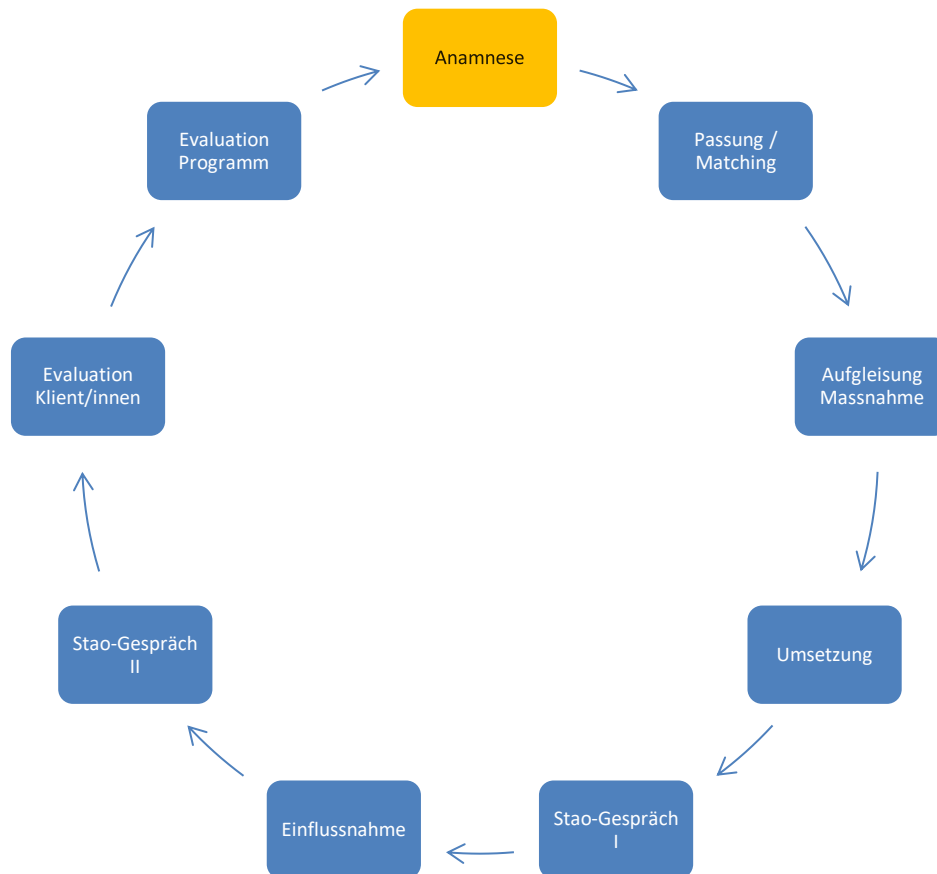 Anamnese
Passung /
Matching
Aufgleisung
Massnahme
Umsetzung
Stao-Gespräch
I
Einflussnahme
Stao-Gespräch
II
Evaluation
Klient/innen
Evaluation
Programm